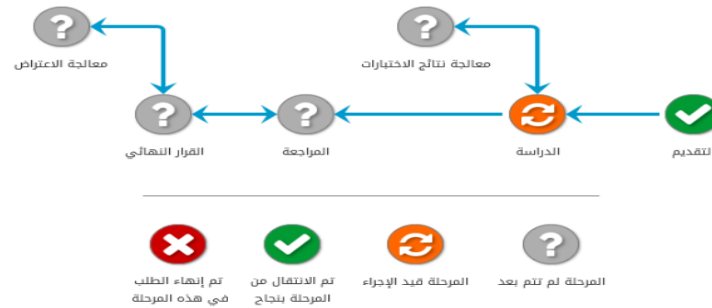 معالجة نتائج الاختبارات
معالجة الاعتراض
لتقديم
الدراسة
المراجعة
القرار النهائي
المرحلة لم تتم بعد
المرحلة قيد الإجراء
تم الانتقال من
المرحلة بنجاح
تم إنهاء الطلب
في هذه المرحلة